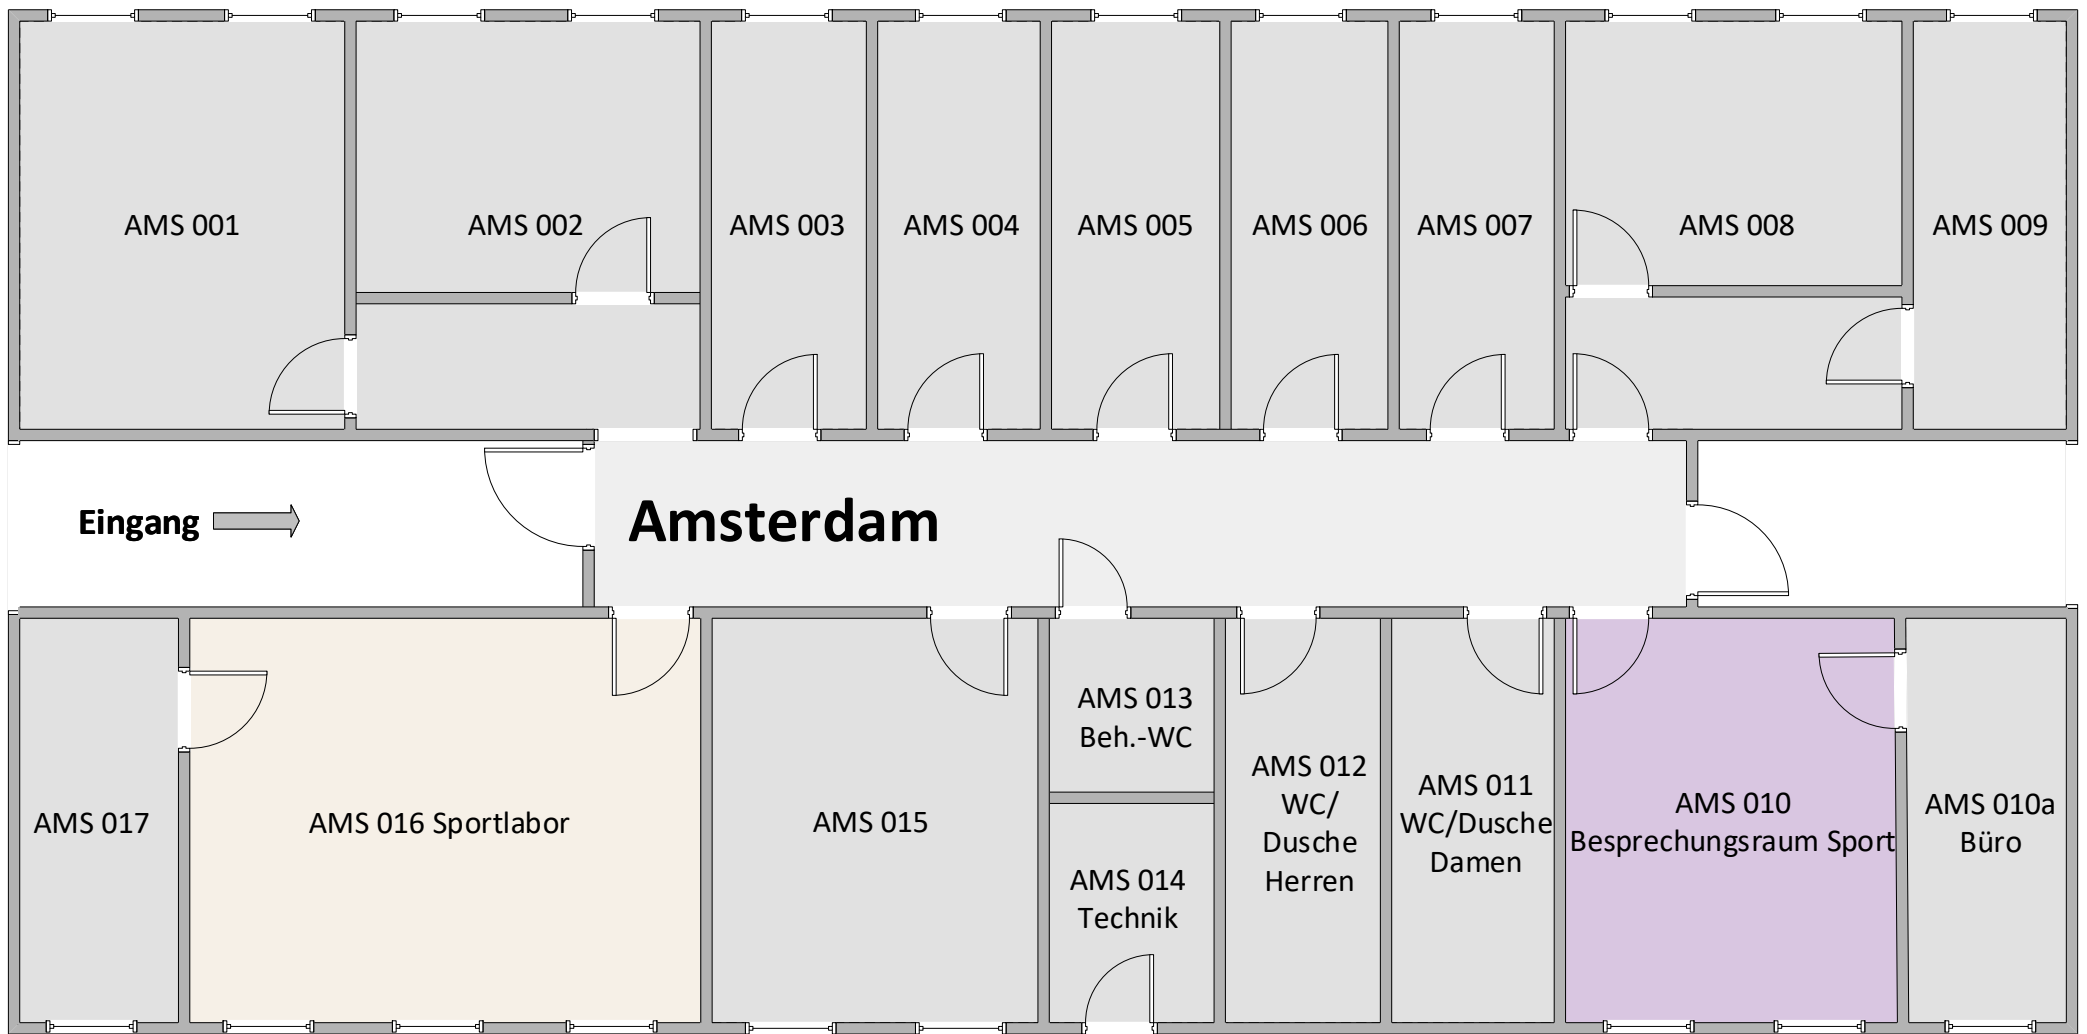 AMS 001
AMS 002
AMS 003
AMS 004
AMS 005
AMS 006
AMS 007
AMS 008
AMS 009
Eingang
Amsterdam
AMS 017
AMS 016 Sportlabor
AMS 015
AMS 013
Beh.-WC
AMS 014
Technik
AMS 012
WC/
Dusche
Herren
AMS 011
WC/Dusche
Damen
AMS 010
Besprechungsraum Sport
AMS 010a
Büro